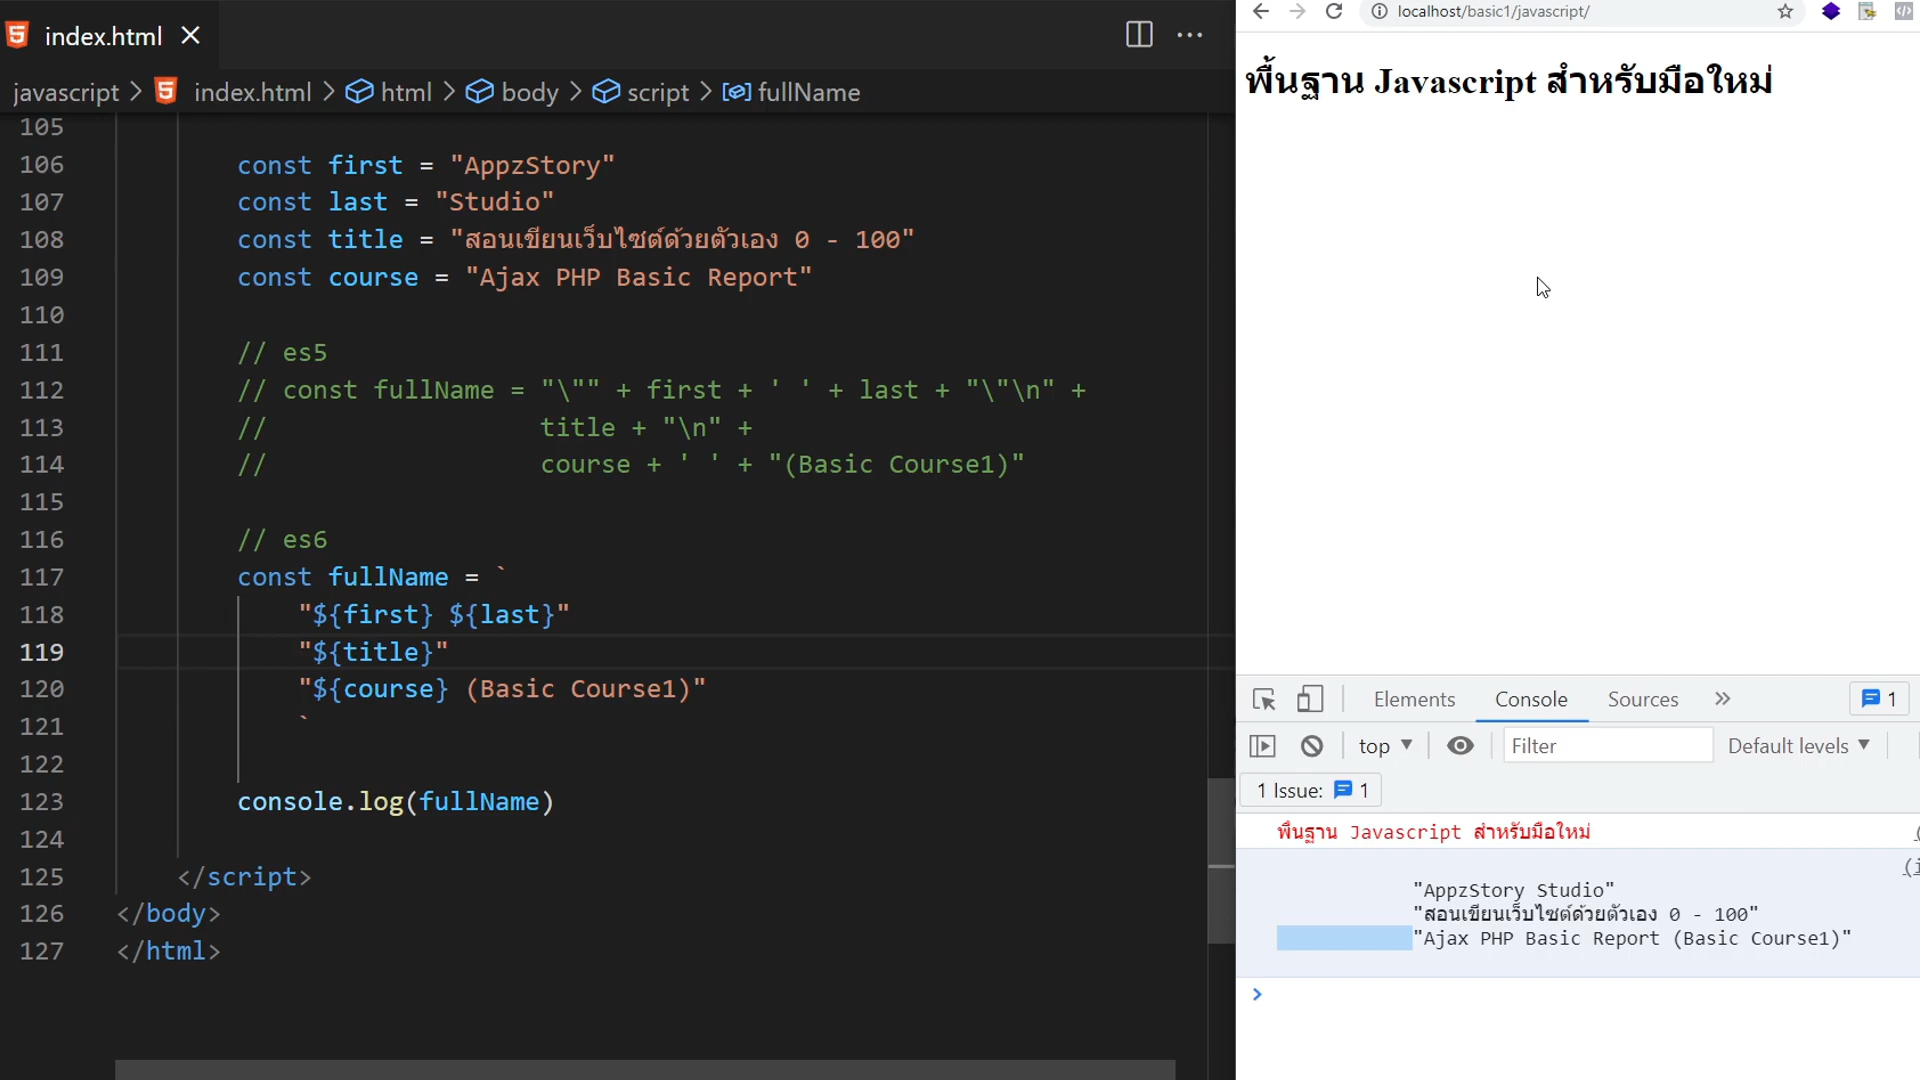 index.html
javascript > index.html > html > body > script > fullName
105
106 const first = "AppzStory"
107 const last = "Studio"
108 const title = "สอนเขียนเว็บไซต์ด้วยตัวเอง 0 - 100"
109 const course = "Ajax PHP Basic Report"
110
111 // es5
112 // const fullName = "\"" + first + ' ' + last + "\"\n" +
113 // title + "\n" +
114 // course + ' ' + "(Basic Course1)"
115
116 // es6
117 const fullName = `
118 "${first} ${last}"
119 "${title}"
120 "${course} (Basic Course1)"
121 `
122
123 console.log(fullName)
124
125 </script>
126 </body>
127 </html>
localhost/basic1/javascript/
พื้นฐาน Javascript สำหรับมือใหม่
Elements Console Sources 1
top Filter Default levels
1 Issue: 1
พื้นฐาน Javascript สำหรับมือใหม่
"AppzStory Studio"
"สอนเขียนเว็บไซต์ด้วยตัวเอง 0 - 100"
"Ajax PHP Basic Report (Basic Course1)"